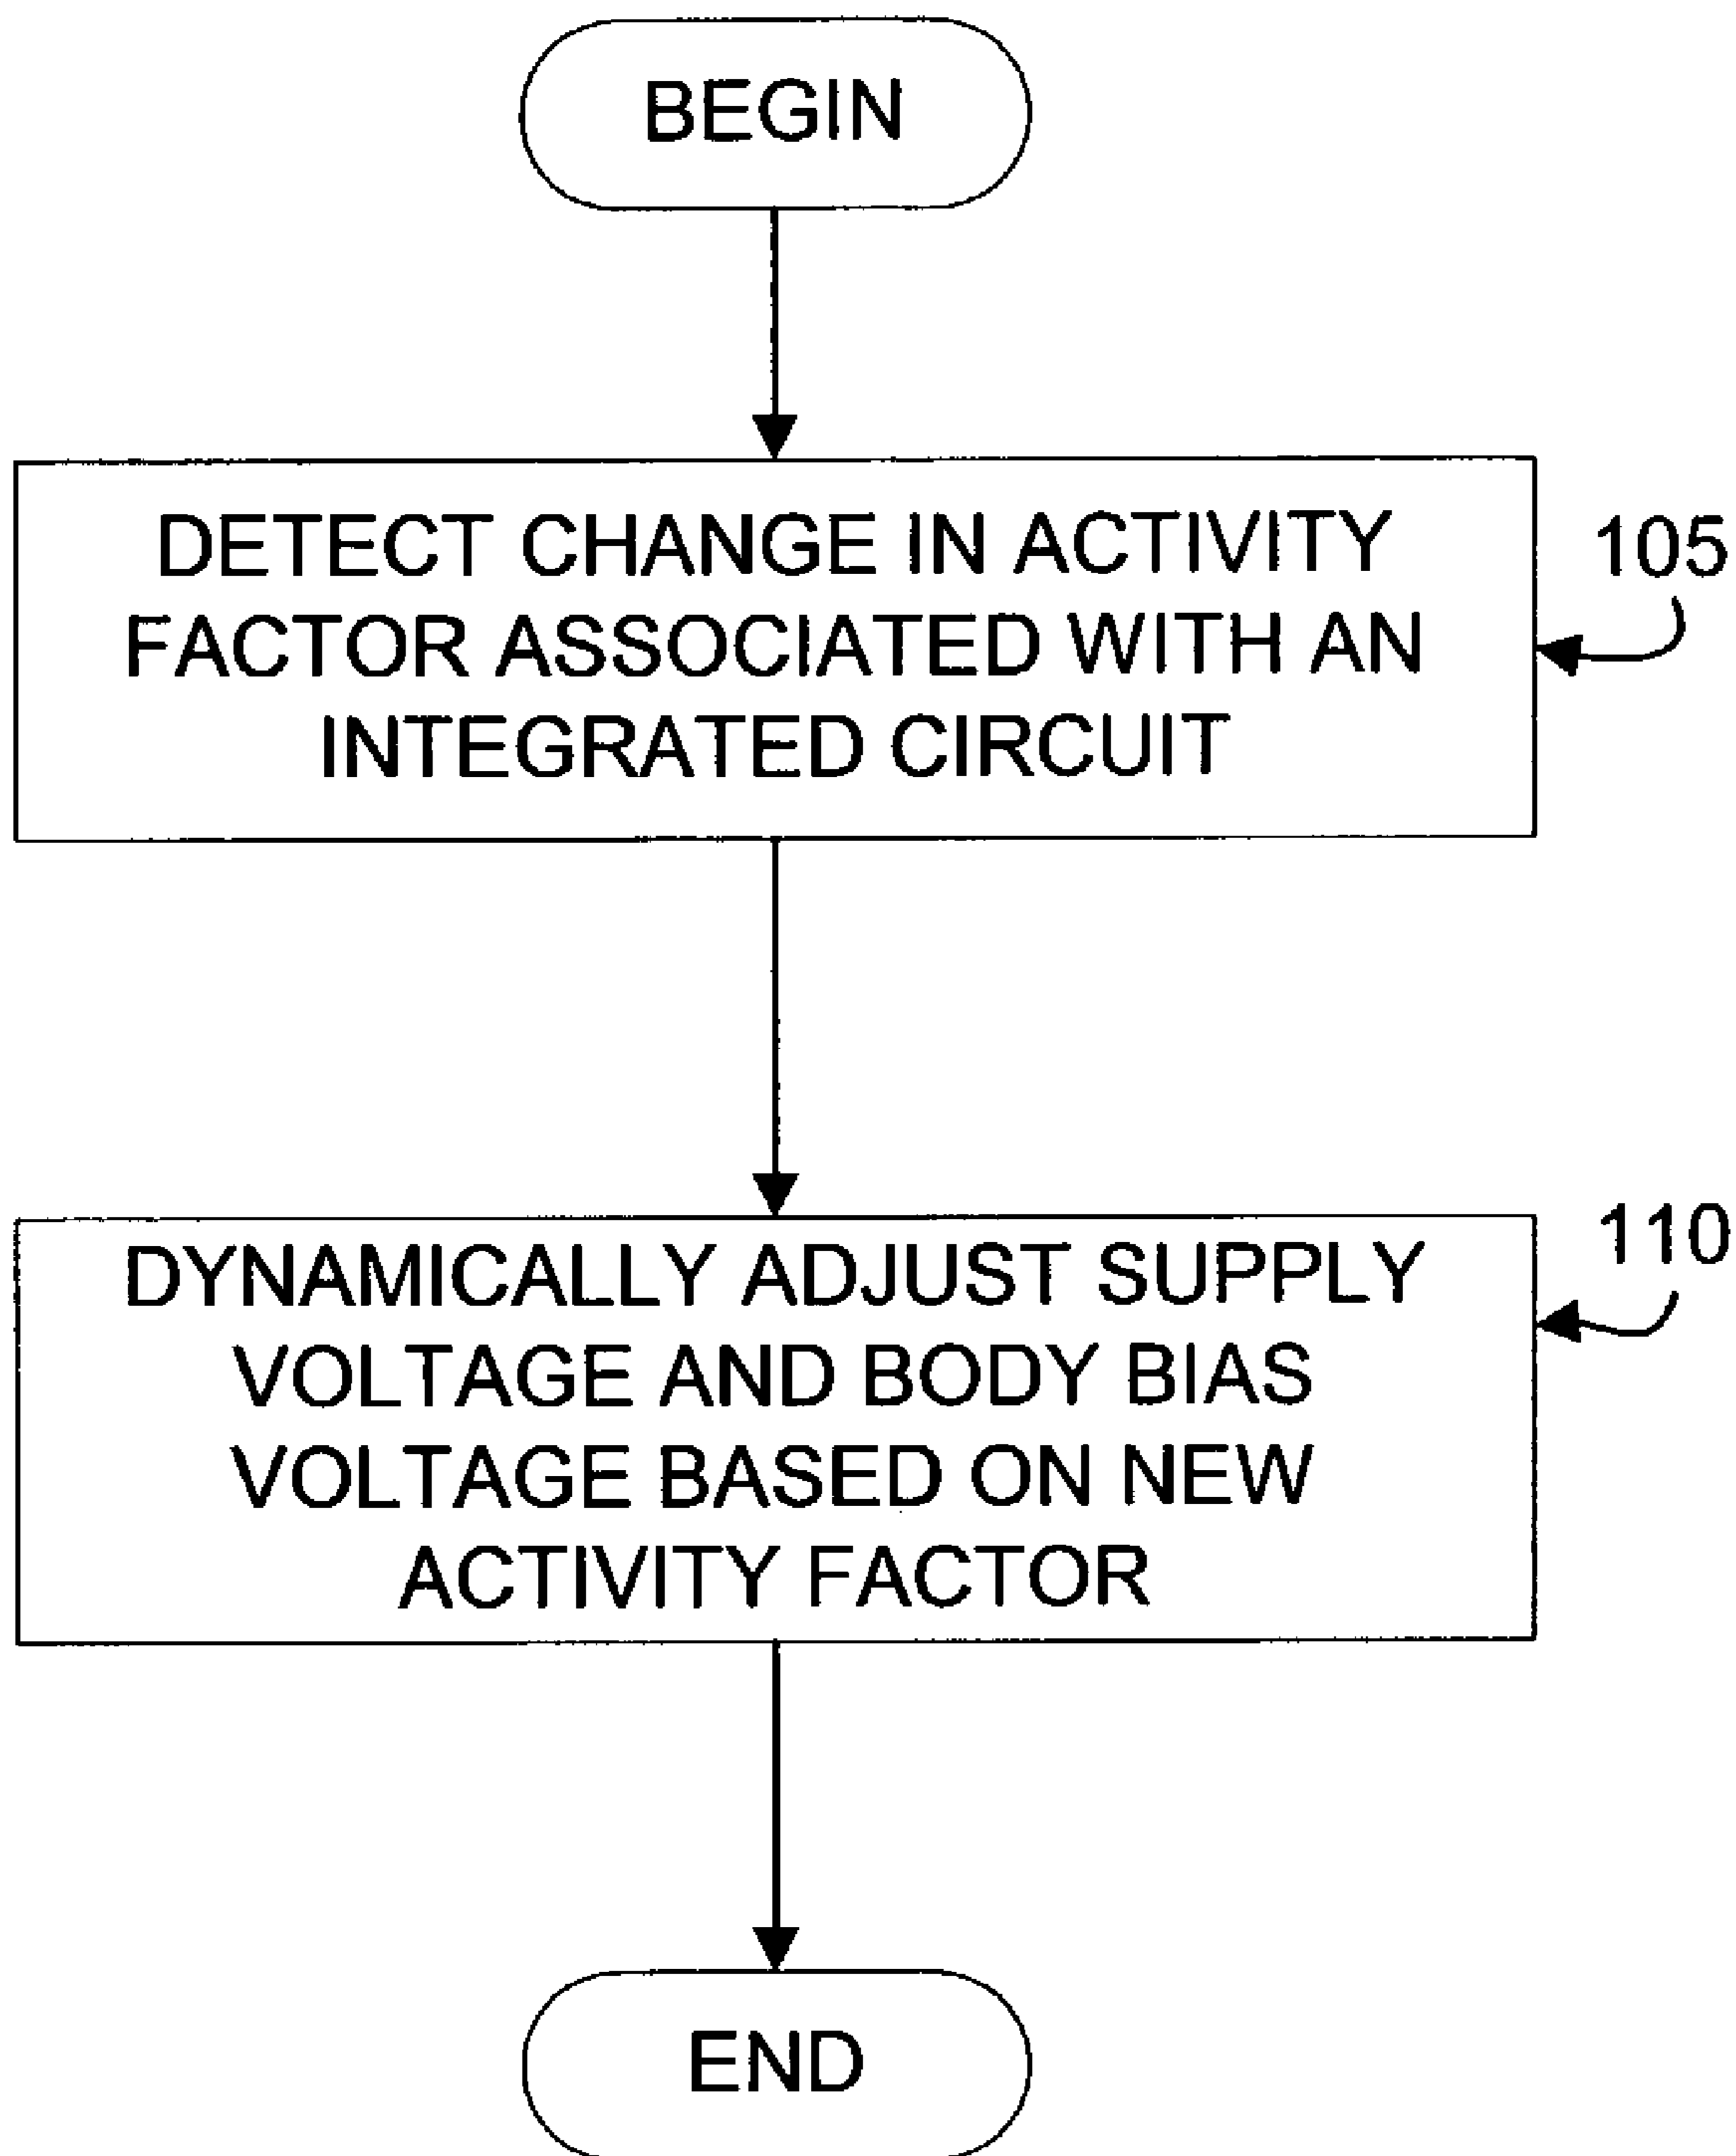 BEGIN
DETECT CHANGE IN ACTIVITY
FACTOR ASSOCIATED WITH AN
INTEGRATED CIRCUIT
105
DYNAMICALLY ADJUST SUPPLY
VOLTAGE AND BODY BIAS
VOLTAGE BASED ON NEW
ACTIVITY FACTOR
110
END